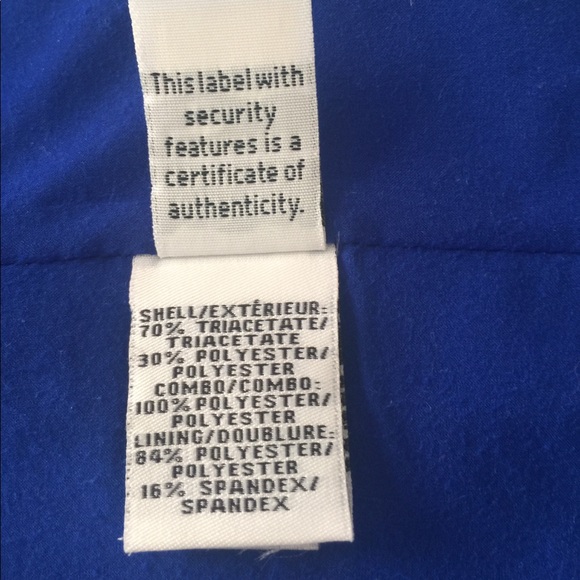 This label with
security
features is a
certificate of
authenticity.
SHELL/EXTÉRIEUR:
70% TRIACETATE/
TRIACETATE
30% POLYESTER/
POLYESTER
COMBO/COMBO:
100% POLYESTER/
POLYESTER
LINING/DOUBLURE:
84% POLYESTER/
POLYESTER
16% SPANDEX/
SPANDEX